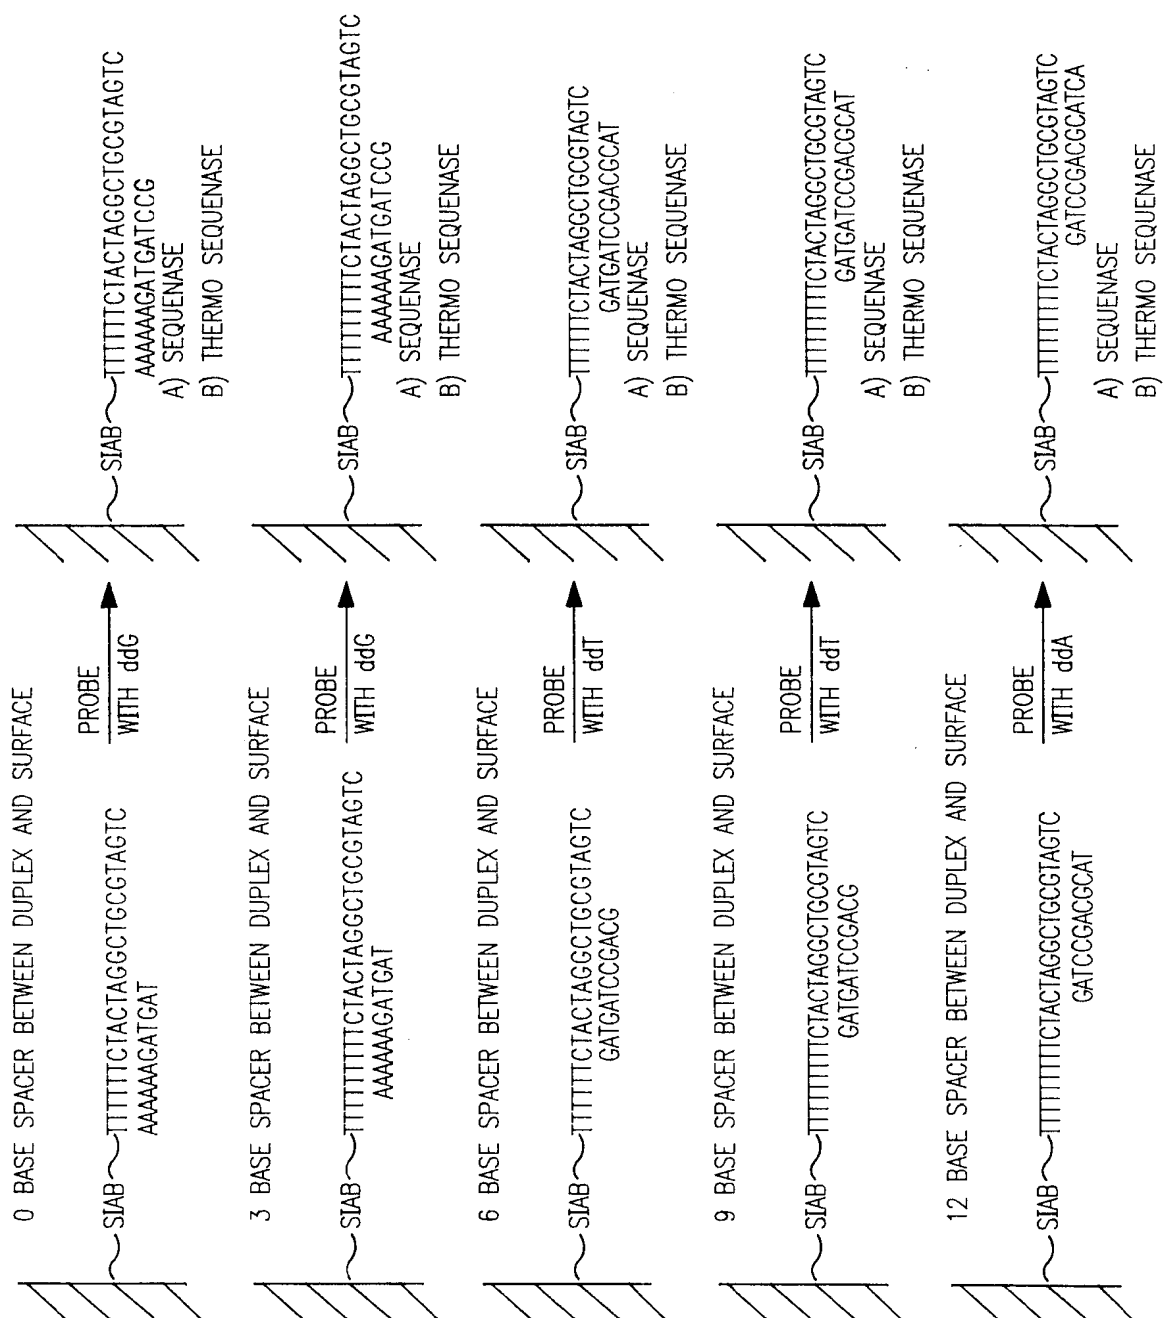 0 BASE SPACER BETWEEN DUPLEX AND SURFACE
SIAB TTTTTTCTACTAGGCTGCGTAGTC
AAAAAGATGAT
PROBE
WITH ddG
SIAB TTTTTTCTACTAGGCTGCGTAGTC
AAAAAGATGATCCG
A) SEQUENASE
B) THERMO SEQUENASE
3 BASE SPACER BETWEEN DUPLEX AND SURFACE
SIAB TTTTTTTTTCTACTAGGCTGCGTAGTC
AAAAAGATGAT
PROBE
WITH ddG
SIAB TTTTTTTTTCTACTAGGCTGCGTAGTC
AAAAAGATGATCCG
A) SEQUENASE
B) THERMO SEQUENASE
6 BASE SPACER BETWEEN DUPLEX AND SURFACE
SIAB TTTTTTCTACTAGGCTGCGTAGTC
GATGATCCGACG
PROBE
WITH ddT
SIAB TTTTTTCTACTAGGCTGCGTAGTC
GATGATCCGACGCAT
A) SEQUENASE
B) THERMO SEQUENASE
9 BASE SPACER BETWEEN DUPLEX AND SURFACE
SIAB TTTTTTTTTCTACTAGGCTGCGTAGTC
GATGATCCGACG
PROBE
WITH ddT
SIAB TTTTTTTTTCTACTAGGCTGCGTAGTC
GATGATCCGACGCAT
A) SEQUENASE
B) THERMO SEQUENASE
12 BASE SPACER BETWEEN DUPLEX AND SURFACE
SIAB TTTTTTTTTCTACTAGGCTGCGTAGTC
GATCCGACGCAT
PROBE
WITH ddA
SIAB TTTTTTTTTCTACTAGGCTGCGTAGTC
GATCCGACGCATCA
A) SEQUENASE
B) THERMO SEQUENASE